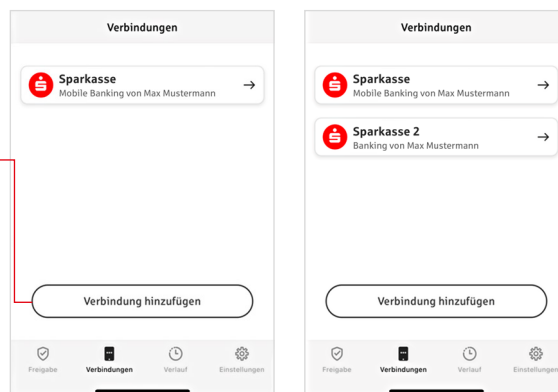 Verbindungen
Sparkasse
Mobile Banking von Max Mustermann
Verbindung hinzufügen
Freigabe Verbindungen Verlauf Einstellungen
Verbindungen
Sparkasse
Mobile Banking von Max Mustermann
Sparkasse 2
Banking von Max Mustermann
Verbindung hinzufügen
Freigabe Verbindungen Verlauf Einstellungen